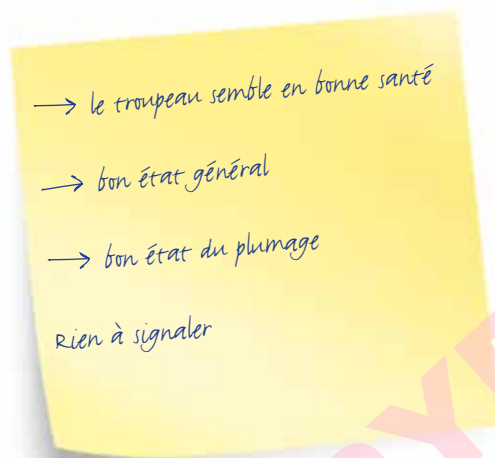 → le troupeau semble en bonne santé
→ bon état général
→ bon état du plumage
Rien à signaler